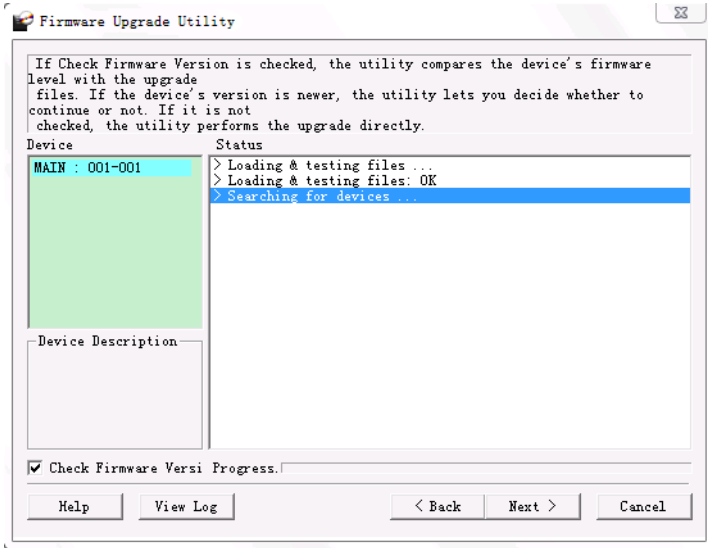 Firmware Upgrade Utility
If Check Firmware Version is checked, the utility compares the device's firmware
level with the upgrade
files. If the device's version is newer, the utility lets you decide whether to
continue or not. If it is not
checked, the utility performs the upgrade directly.
Device
Status
MAIN : 001-001
> Loading & testing files ...
> Loading & testing files: OK
> Searching for devices ...
Device Description
Check Firmware Versi
Progress.
Help
View Log
< Back
Next >
Cancel